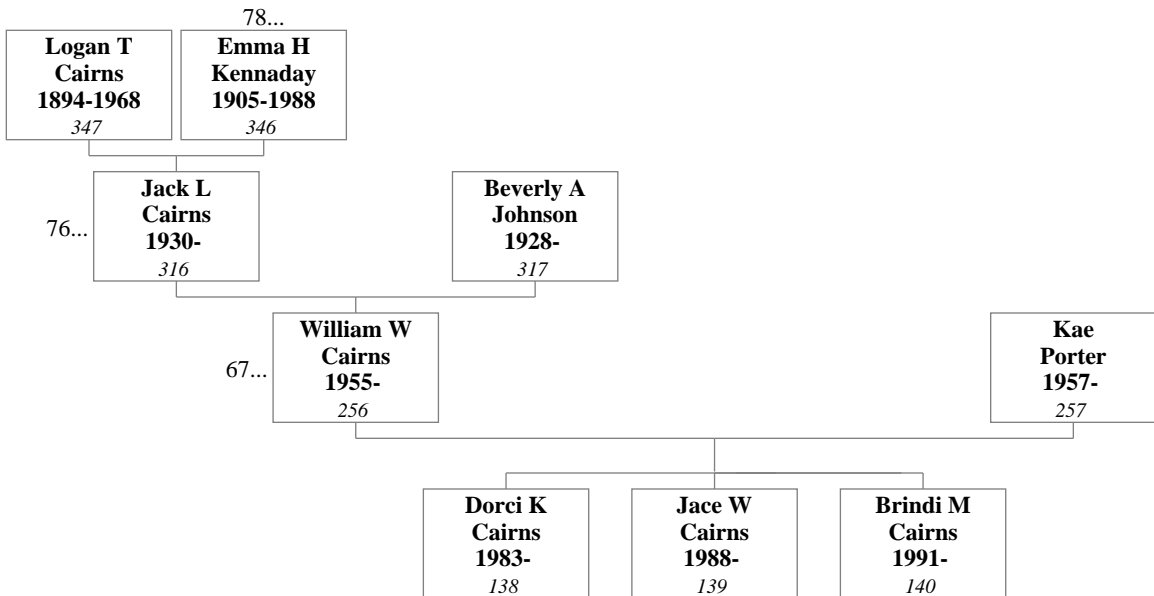 78...
Logan T
Cairns
1894-1968
347
Emma H
Kennaday
1905-1988
346
76...
Jack L
Cairns
1930-
316
Beverly A
Johnson
1928-
317
67...
William W
Cairns
1955-
256
Kae
Porter
1957-
257
Dorci K
Cairns
1983-
138
Jace W
Cairns
1988-
139
Brindi M
Cairns
1991-
140